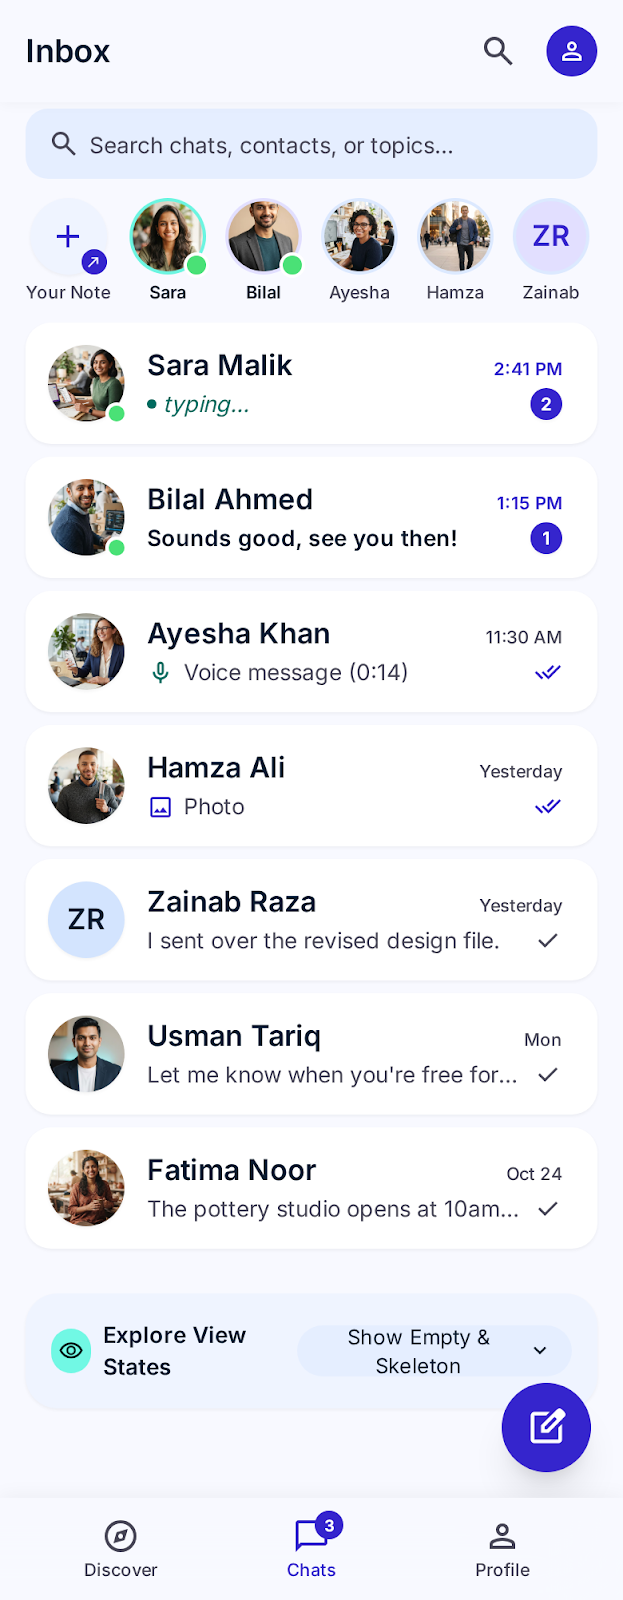 Inbox
Search chats, contacts, or topics...
ZR
Your Note
Sara
Bilal
Ayesha
Hamza
Zainab
Sara Malik
2:41 PM
typing...
2
Bilal Ahmed
1:15 PM
Sounds good, see you then!
1
Ayesha Khan
11:30 AM
Voice message (0:14)
Hamza Ali
Yesterday
Photo
ZR
Zainab Raza
Yesterday
I sent over the revised design file.
Usman Tariq
Mon
Let me know when you're free for...
Fatima Noor
Oct 24
The pottery studio opens at 10am...
Explore View
States
Show Empty &
Skeleton
3
Discover
Chats
Profile